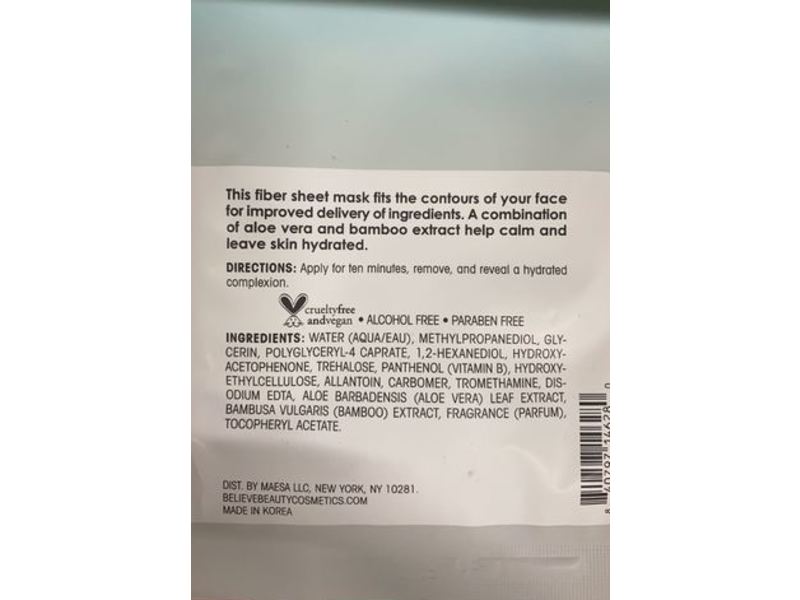 This fiber sheet mask fits the contours of your face
for improved delivery of ingredients. A combination
of aloe vera and bamboo extract help calm and
leave skin hydrated.
DIRECTIONS: Apply for ten minutes, remove, and reveal a hydrated
complexion.
crueltyfree
andvegan • ALCOHOL FREE • PARABEN FREE
INGREDIENTS: WATER (AQUA/EAU), METHYLPROPANEDIOL, GLY-
CERIN, POLYGLYCERYL-4 CAPRATE, 1,2-HEXANEDIOL, HYDROXY-
ACETOPHENONE, TREHALOSE, PANTHENOL (VITAMIN B), HYDROXY-
ETHYLCELLULOSE, ALLANTOIN, CARBOMER, TROMETHAMINE, DIS-
ODIUM EDTA, ALOE BARBADENSIS (ALOE VERA) LEAF EXTRACT,
BAMBUSA VULGARIS (BAMBOO) EXTRACT, FRAGRANCE (PARFUM),
TOCOPHERYL ACETATE.
DIST. BY MAESA LLC, NEW YORK, NY 10281.
BELIEVEBEAUTYCOSMETICS.COM
MADE IN KOREA